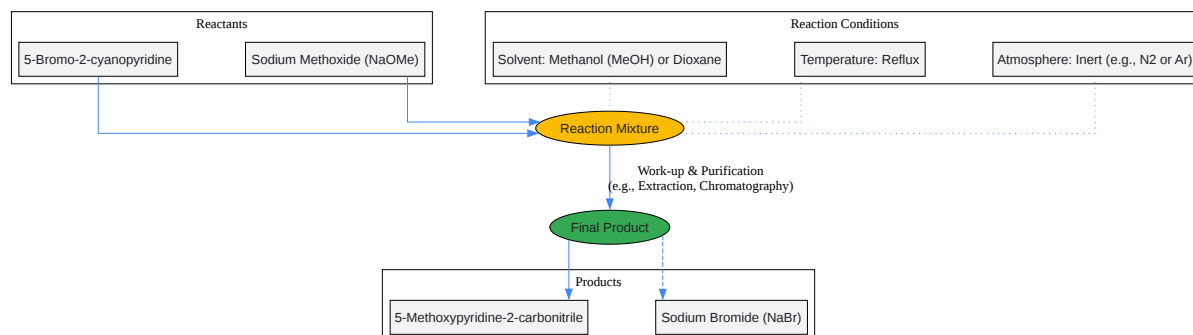 Reactants
Reaction Conditions
5-Bromo-2-cyanopyridine
Sodium Methoxide (NaOMe)
Solvent: Methanol (MeOH) or Dioxane
Temperature: Reflux
Atmosphere: Inert (e.g., N2 or Ar)
Reaction Mixture
Work-up & Purification
(e.g., Extraction, Chromatography)
Final Product
Products
5-Methoxypyridine-2-carbonitrile
Sodium Bromide (NaBr)